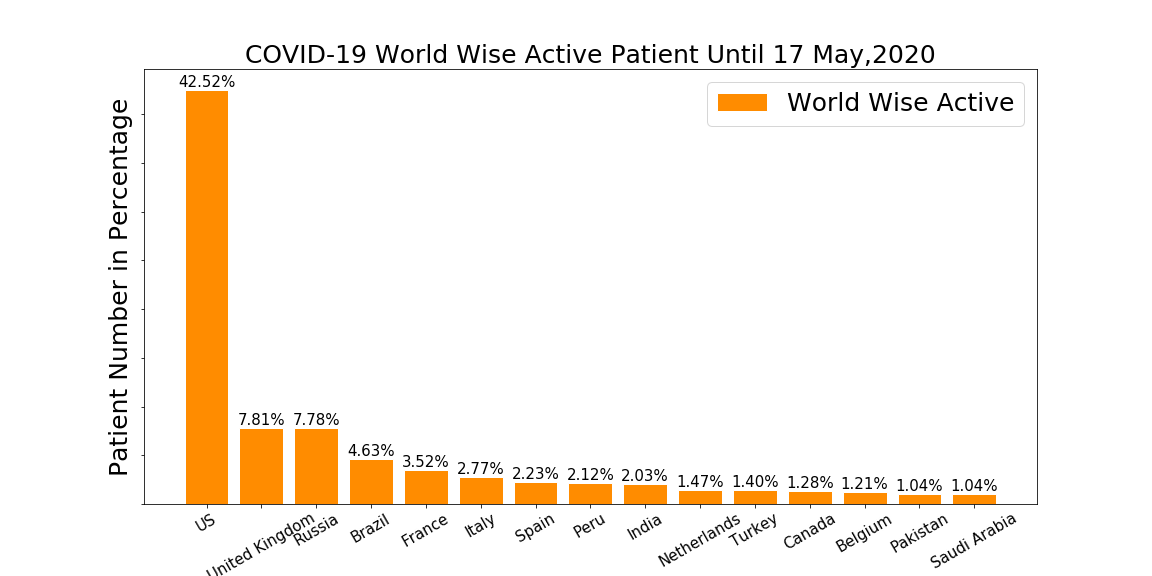 COVID-19 World Wise Active Patient Until 17 May,2020
World Wise Active
Patient Number in Percentage
42.52%
7.81%
7.78%
4.63%
3.52%
2.77%
2.23%
2.12%
2.03%
1.47%
1.40%
1.28%
1.21%
1.04%
1.04%
US
United Kingdom
Russia
Brazil
France
Italy
Spain
Peru
India
Netherlands
Turkey
Canada
Belgium
Pakistan
Saudi Arabia